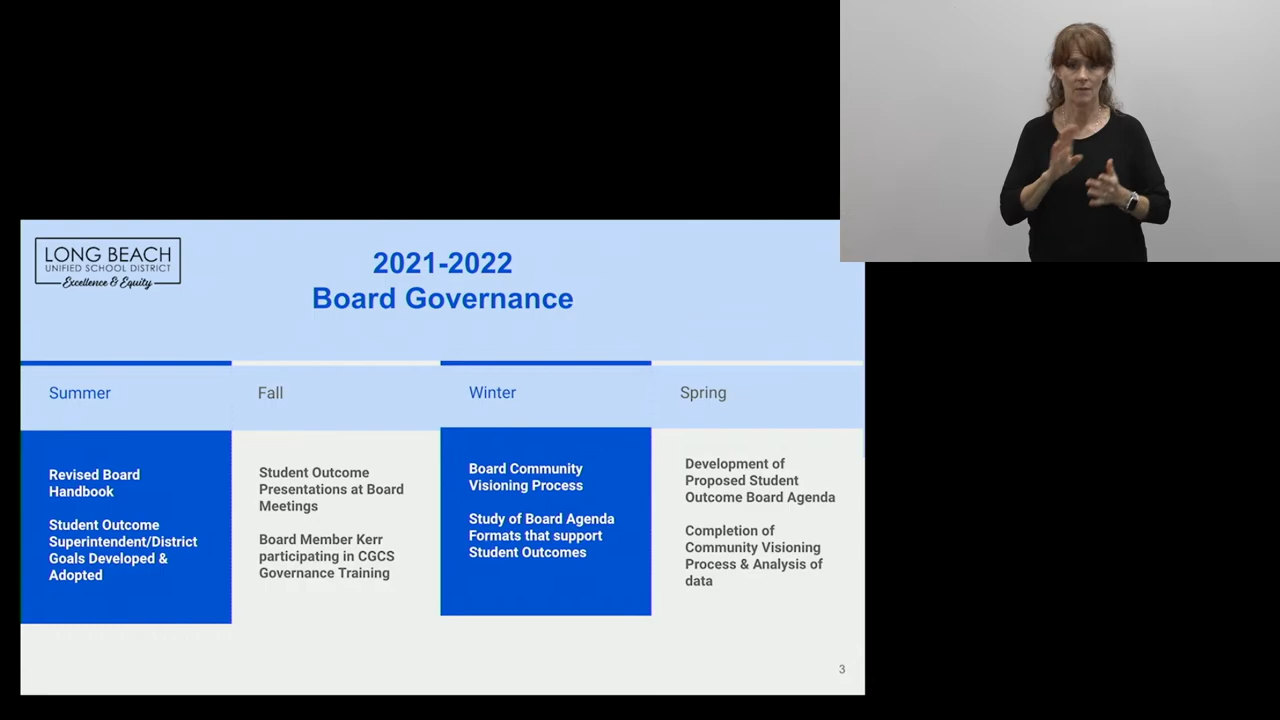 LONG BEACH
UNIFIED SCHOOL DISTRICT
Excellence & Equity
2021-2022
Board Governance
Summer
Fall
Winter
Spring
Revised Board
Handbook
Student Outcome
Superintendent/District
Goals Developed &
Adopted
Student Outcome
Presentations at Board
Meetings
Board Member Kerr
participating in CGCS
Governance Training
Board Community
Visioning Process
Study of Board Agenda
Formats that support
Student Outcomes
Development of
Proposed Student
Outcome Board Agenda
Completion of
Community Visioning
Process & Analysis of
data
3